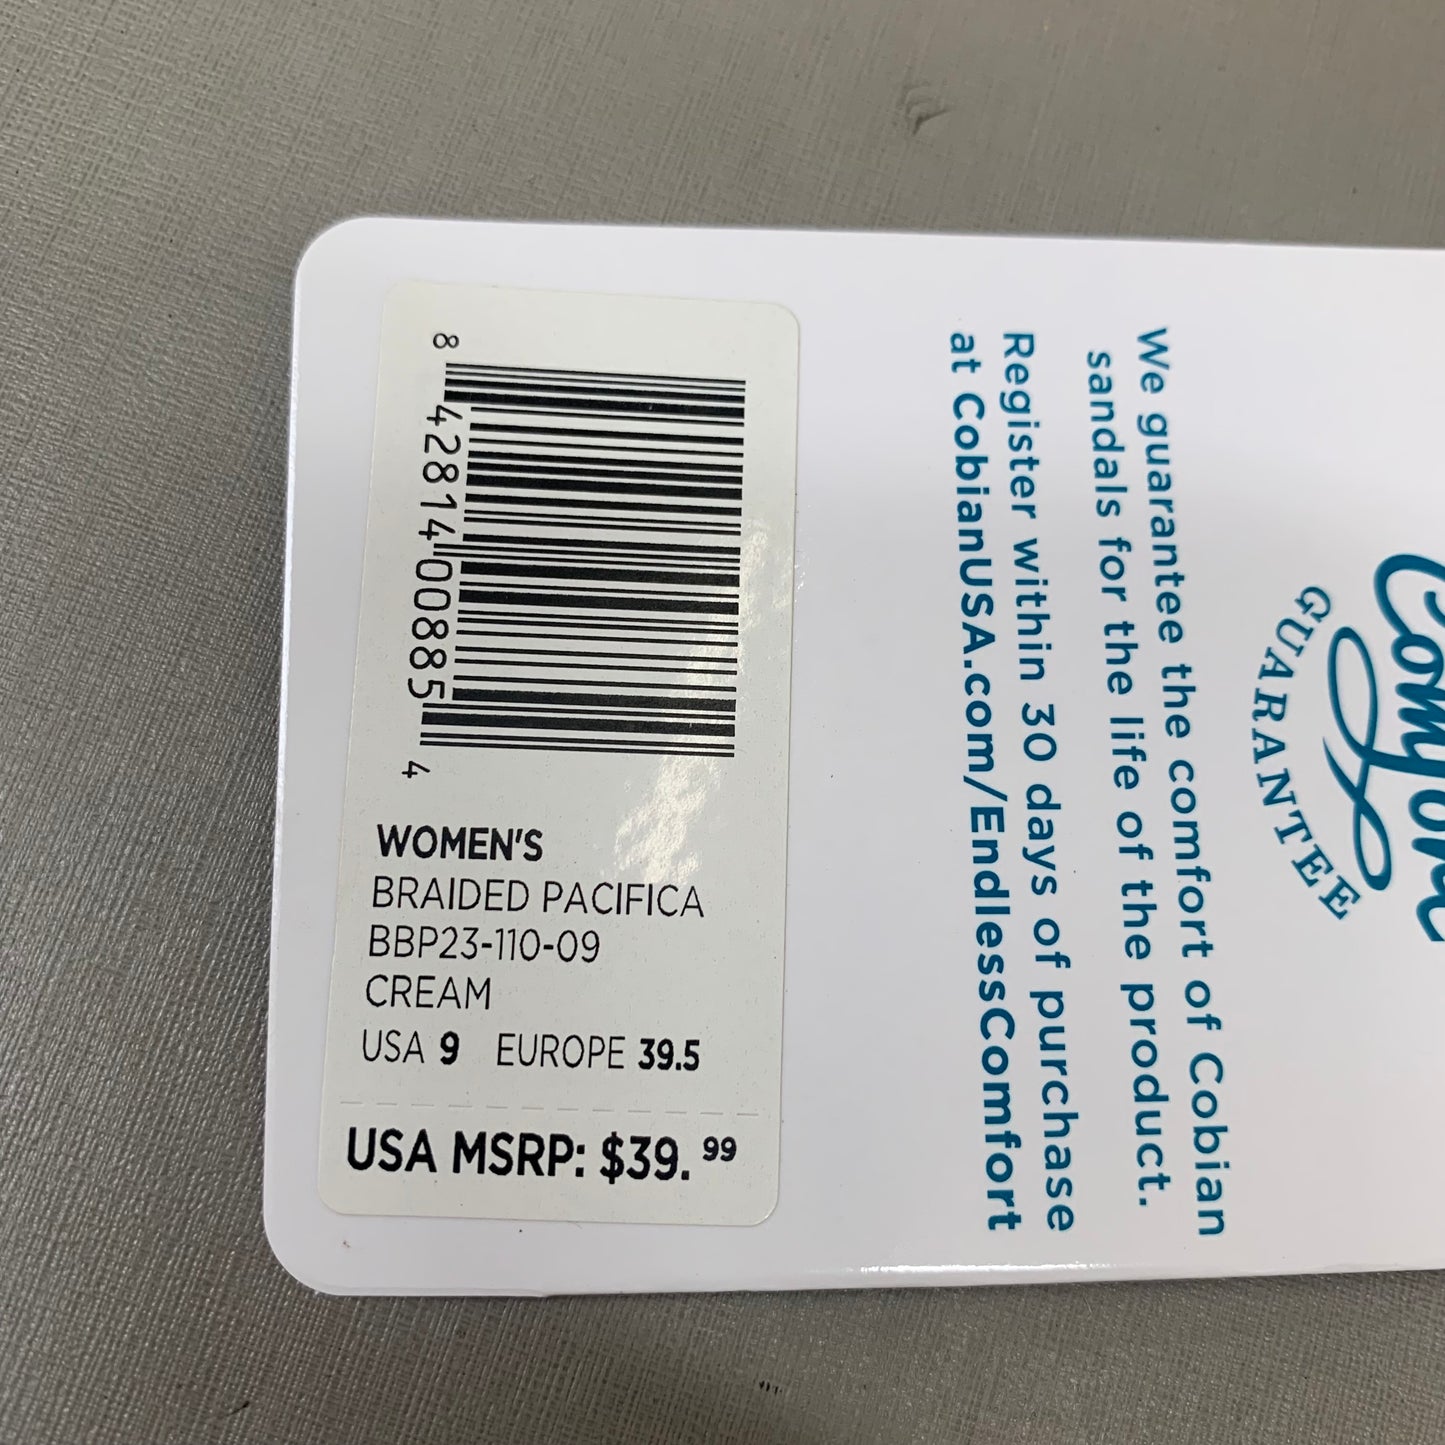 8 42814 00885 4
WOMEN'S
BRAIDED PACIFICA
BBP23-110-09
CREAM
USA 9 EUROPE 39.5
USA MSRP: $39.99
Comfort
GUARANTEE
We guarantee the comfort of Cobian
sandals for the life of the product.
Register within 30 days of purchase
at CobianUSA.com/EndlessComfort